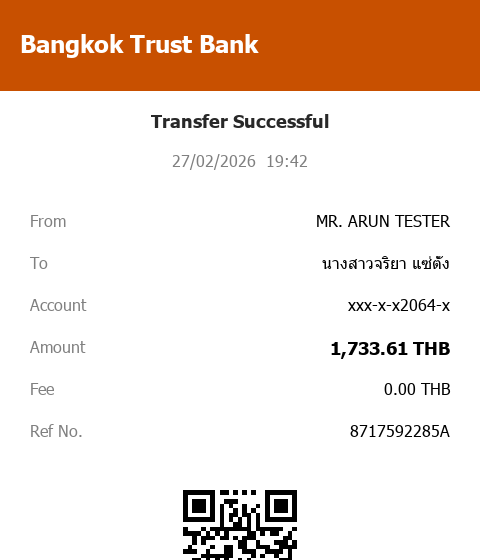 Bangkok Trust Bank
Transfer Successful
27/02/2026 19:42
From MR. ARUN TESTER
To นางสาวจริยา แซ่ตั้ง
Account xxx-x-x2064-x
Amount 1,733.61 THB
Fee 0.00 THB
Ref No. 8717592285A